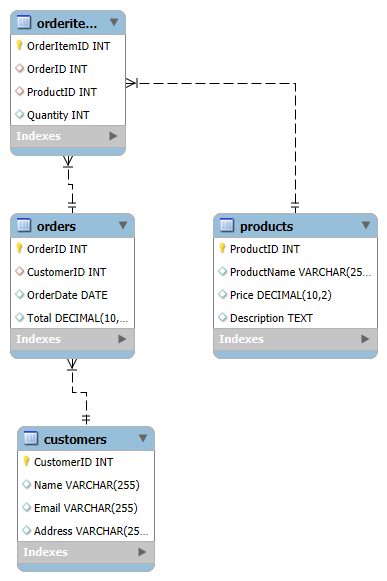 orderite...
OrderItemID INT
OrderID INT
ProductID INT
Quantity INT
Indexes
orders
OrderID INT
CustomerID INT
OrderDate DATE
Total DECIMAL(10,...
Indexes
products
ProductID INT
ProductName VARCHAR(25...
Price DECIMAL(10,2)
Description TEXT
Indexes
customers
CustomerID INT
Name VARCHAR(255)
Email VARCHAR(255)
Address VARCHAR(25...
Indexes